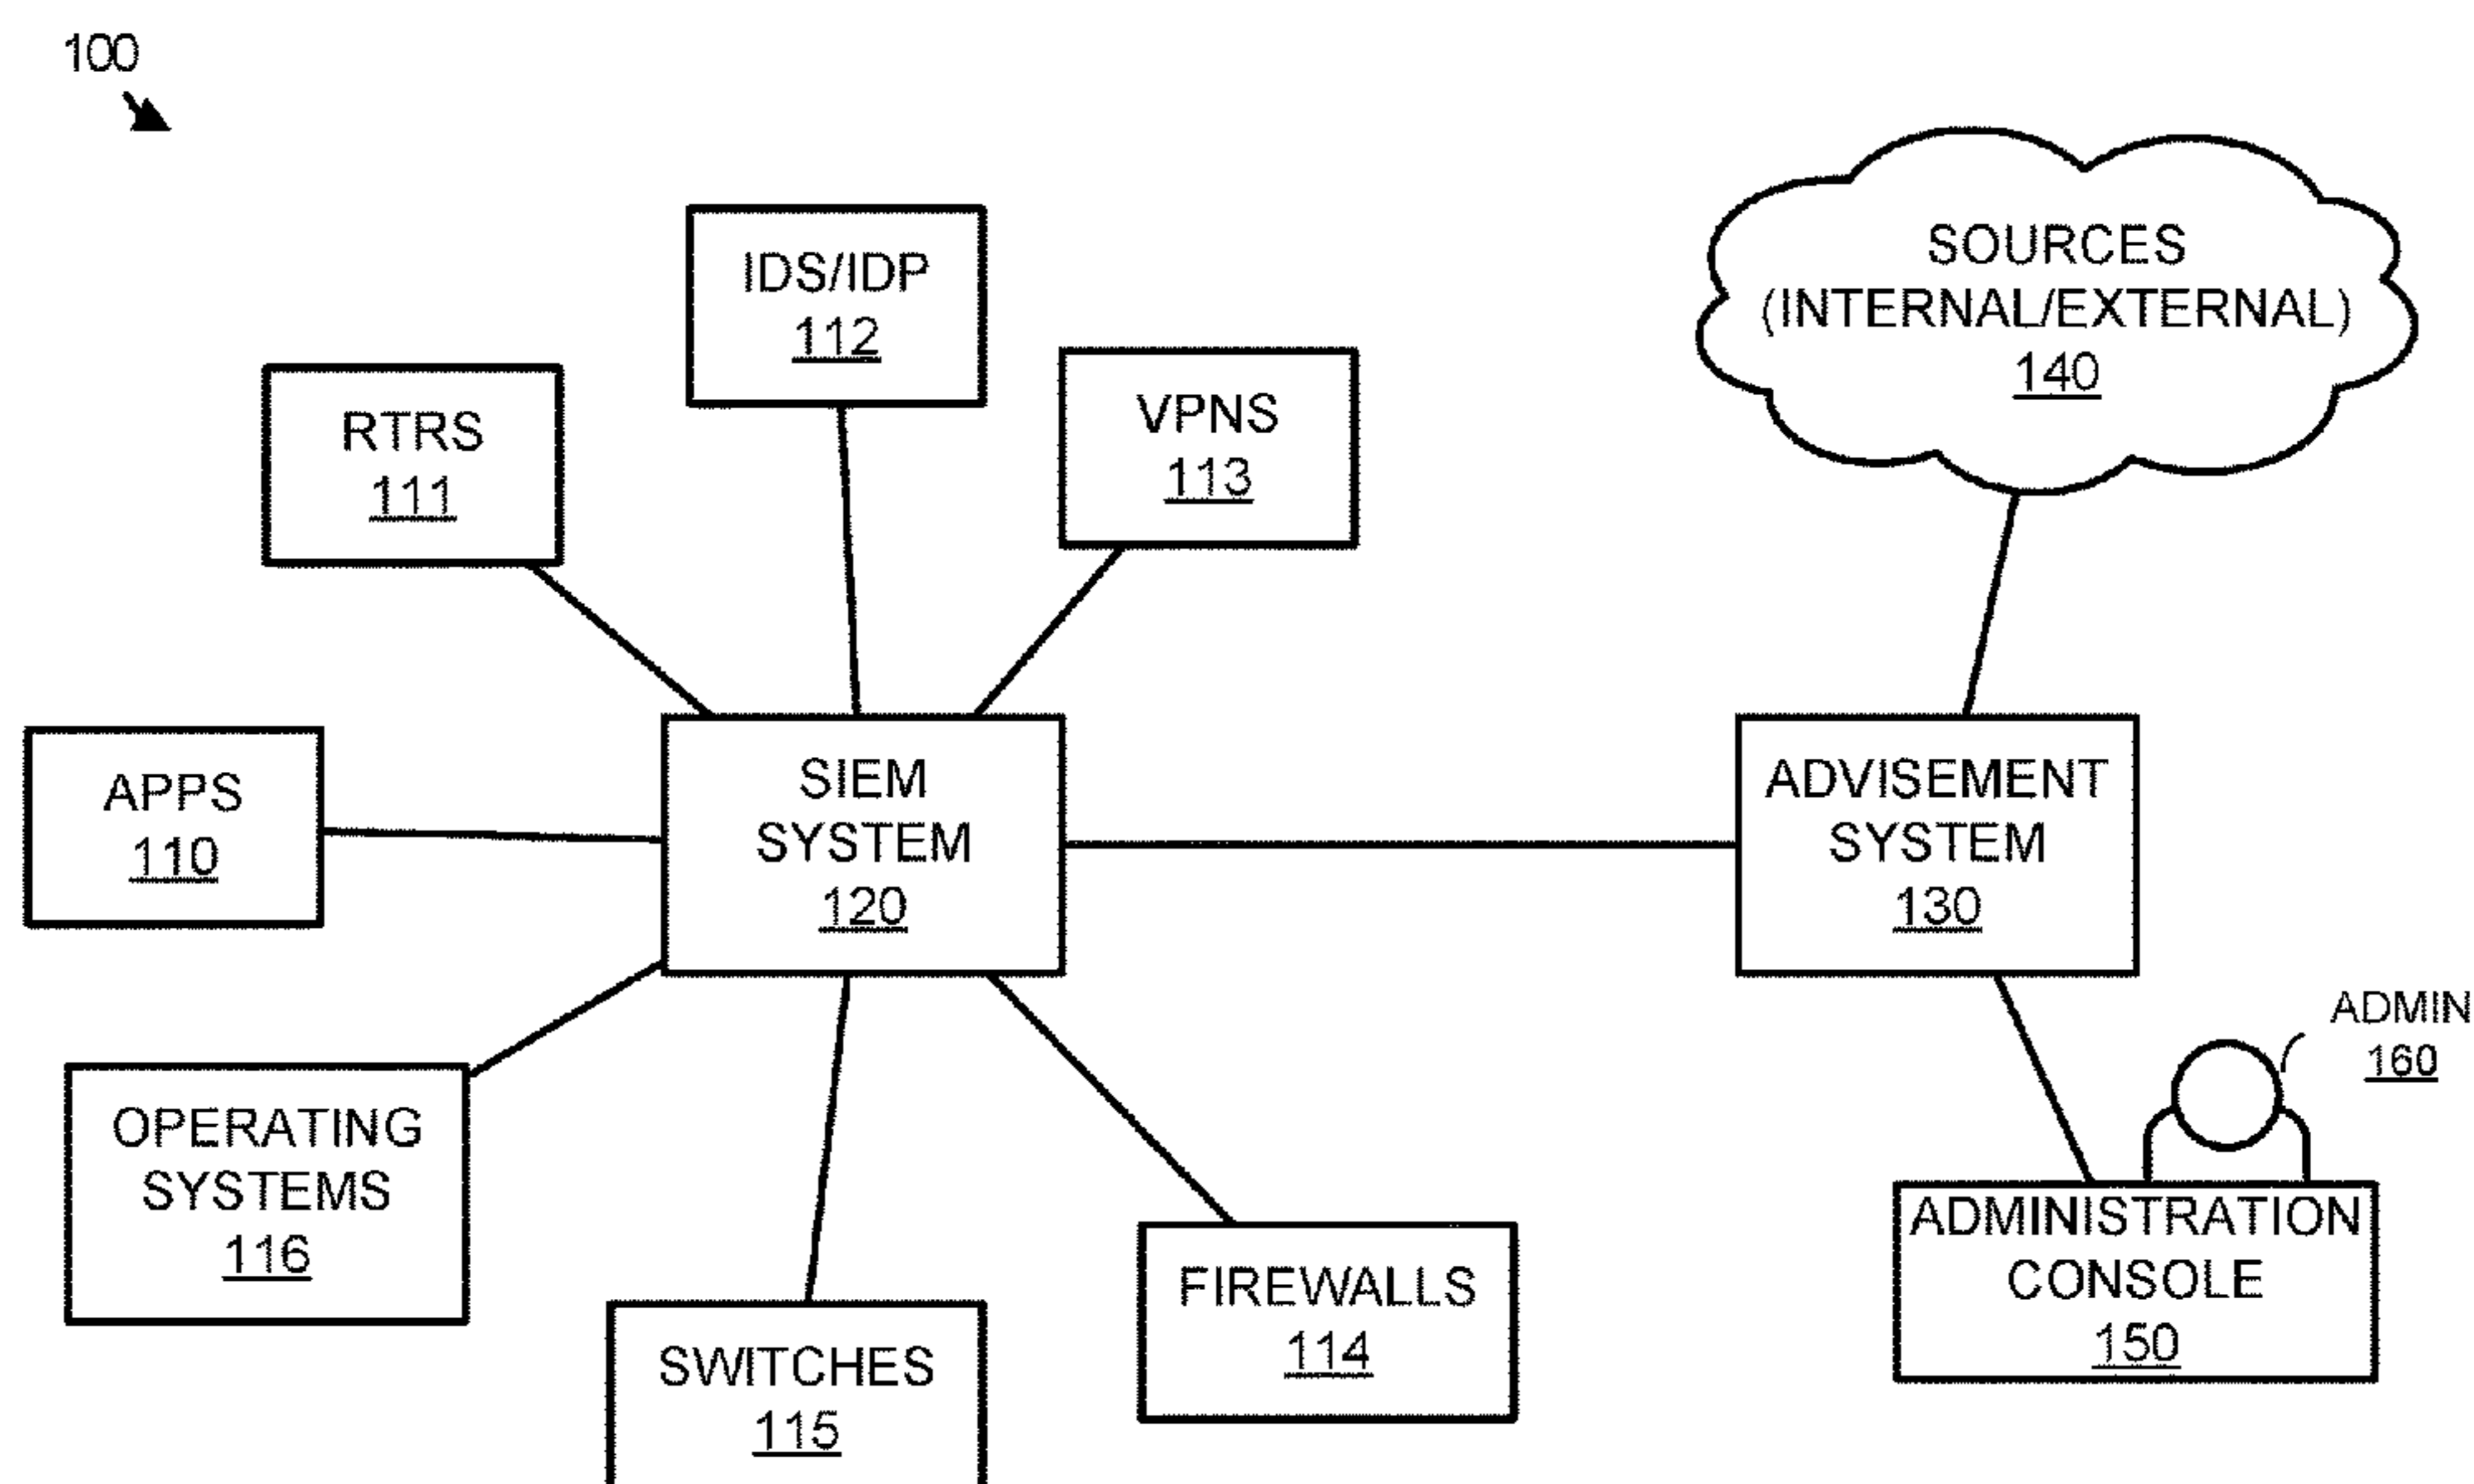 100
IDS/IDP
112
SOURCES
(INTERNAL/EXTERNAL)
140
RTRS
111
VPNS
113
APPS
110
SIEM
SYSTEM
120
ADVISEMENT
SYSTEM
130
ADMIN
160
OPERATING
SYSTEMS
116
SWITCHES
115
FIREWALLS
114
ADMINISTRATION
CONSOLE
150